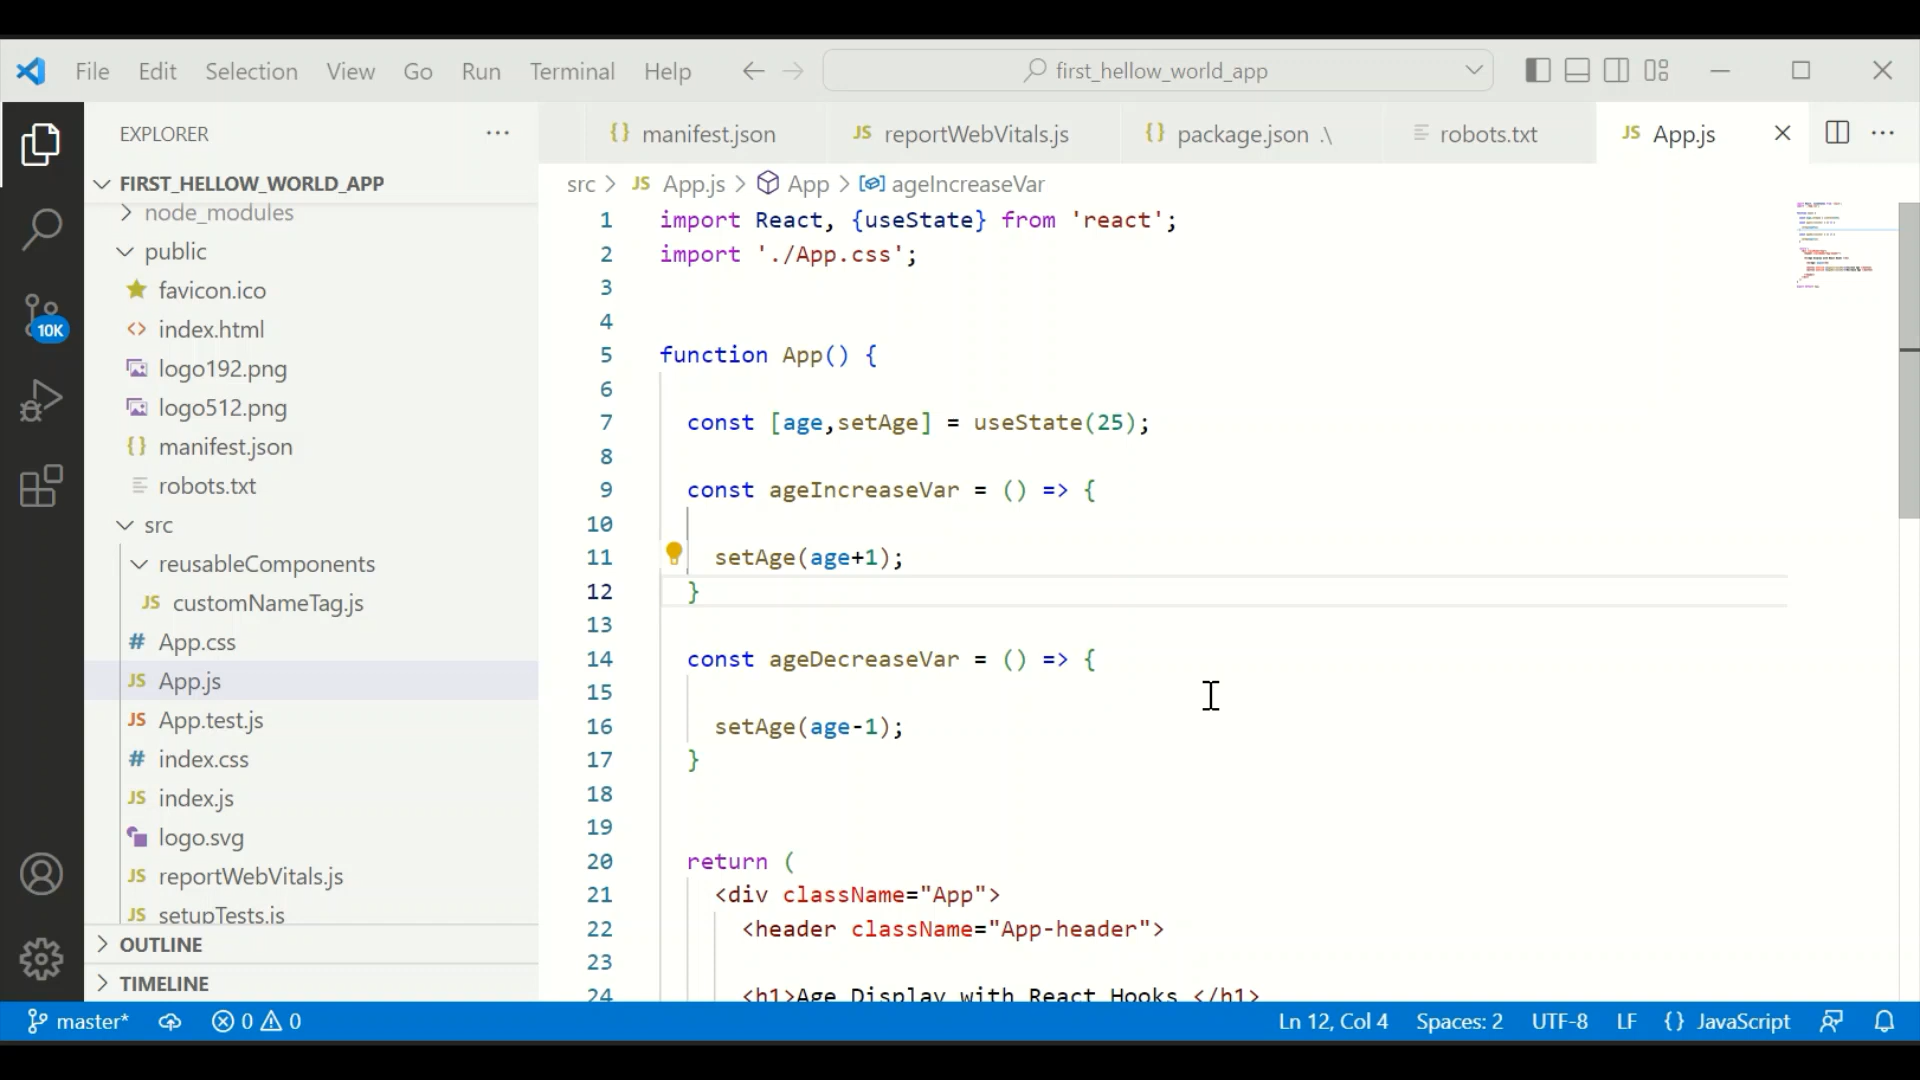 File Edit Selection View Go Run Terminal Help first_hellow_world_app
EXPLORER
FIRST_HELLOW_WORLD_APP
node_modules
public
favicon.ico
index.html
logo192.png
logo512.png
manifest.json
robots.txt
src
reusableComponents
JS customNameTag.js
# App.css
JS App.js
JS App.test.js
# index.css
JS index.js
logo.svg
JS reportWebVitals.js
JS setupTests.js
OUTLINE
TIMELINE
10K
{} manifest.json JS reportWebVitals.js {} package.json .\ robots.txt JS App.js
src > JS App.js > App > ageIncreaseVar
1 import React, {useState} from 'react';
2 import './App.css';
3
4
5 function App() {
6
7 const [age,setAge] = useState(25);
8
9 const ageIncreaseVar = () => {
10
11 setAge(age+1);
12 }
13
14 const ageDecreaseVar = () => {
15
16 setAge(age-1);
17 }
18
19
20 return (
21 <div className="App">
22 <header className="App-header">
23
24 <h1>Age Display with React Hooks </h1>
master* 0 0 Ln 12, Col 4 Spaces: 2 UTF-8 LF {} JavaScript